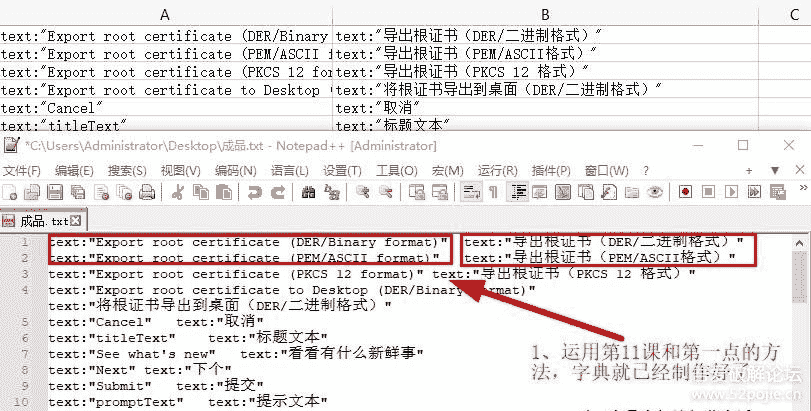 A B C
text:"Export root certificate (DER/Binary text:"导出根证书（DER/二进制格式）"
text:"Export root certificate (PEM/ASCII f text:"导出根证书（PEM/ASCII格式）"
text:"Export root certificate (PKCS 12 for text:"导出根证书（PKCS 12 格式）"
text:"Export root certificate to Desktop ( text:"将根证书导出到桌面（DER/二进制格式）"
text:"Cancel" text:"取消"
text:"titleText" text:"标题文本"
*C:\Users\Administrator\Desktop\成品.txt - Notepad++ [Administrator]
文件(F) 编辑(E) 搜索(S) 视图(V) 编码(N) 语言(L) 设置(T) 工具(O) 宏(M) 运行(R) 插件(P) 窗口(W) ? + ▼ X
成品.txt
1 text:"Export root certificate (DER/Binary format)" text:"导出根证书（DER/二进制格式）"
2 text:"Export root certificate (PEM/ASCII format)" text:"导出根证书（PEM/ASCII格式）"
3 text:"Export root certificate (PKCS 12 format)" text:"导出根证书（PKCS 12 格式）"
4 text:"Export root certificate to Desktop (DER/Binary format)"
text:"将根证书导出到桌面（DER/二进制格式）"
5 text:"Cancel" text:"取消"
6 text:"titleText" text:"标题文本"
7 text:"See what's new" text:"看看有什么新鲜事"
8 text:"Next" text:"下个"
9 text:"Submit" text:"提交"
10 text:"promptText" text:"提示文本"
1、运用第11课和第一点的方
法，字典就已经制作好了
吾爱破解论坛
www.52pojie.cn